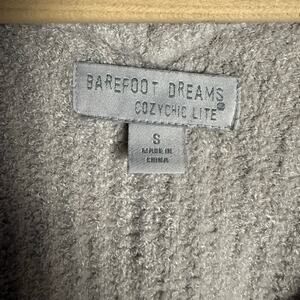 BAREFOOT DREAMS
COZYCHIC LITE®
S
MADE IN
CHINA